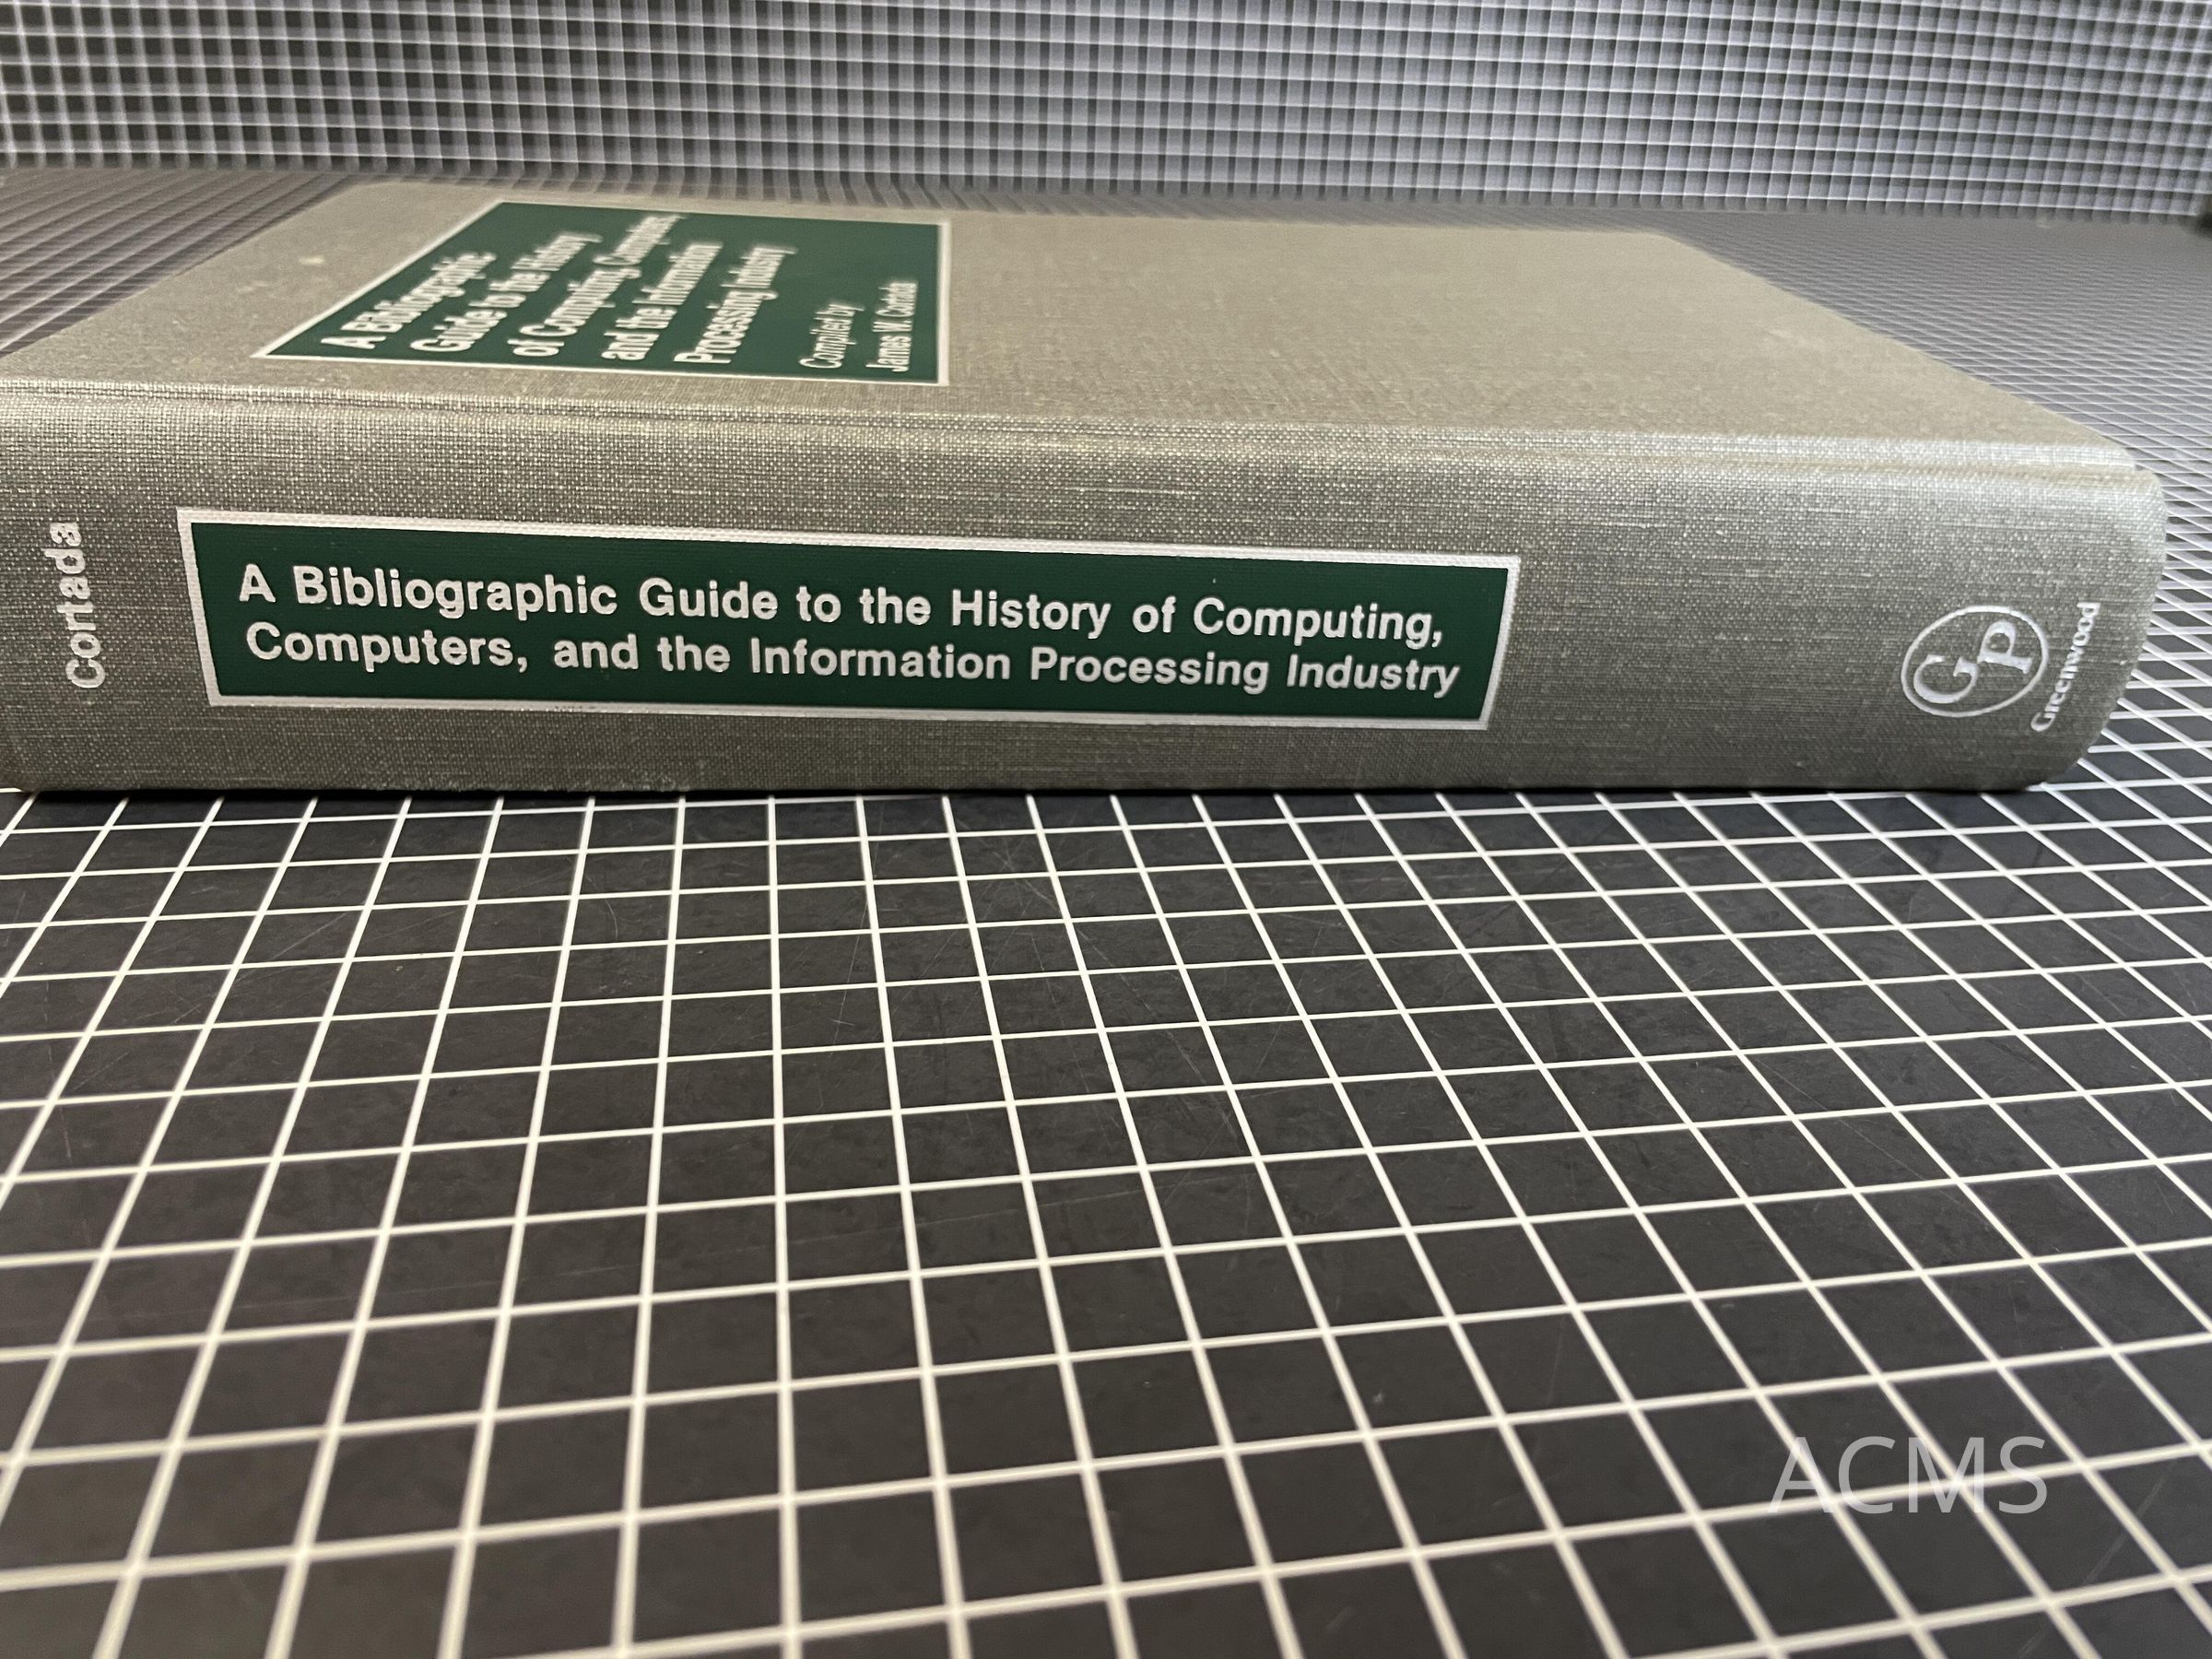 A Bibliographic
Guide to the History
of Computing, Computers,
and the Information
Processing Industry
Compiled by
James W. Cortada
Cortada
A Bibliographic Guide to the History of Computing,
Computers, and the Information Processing Industry
GP
Greenwood
ACMS